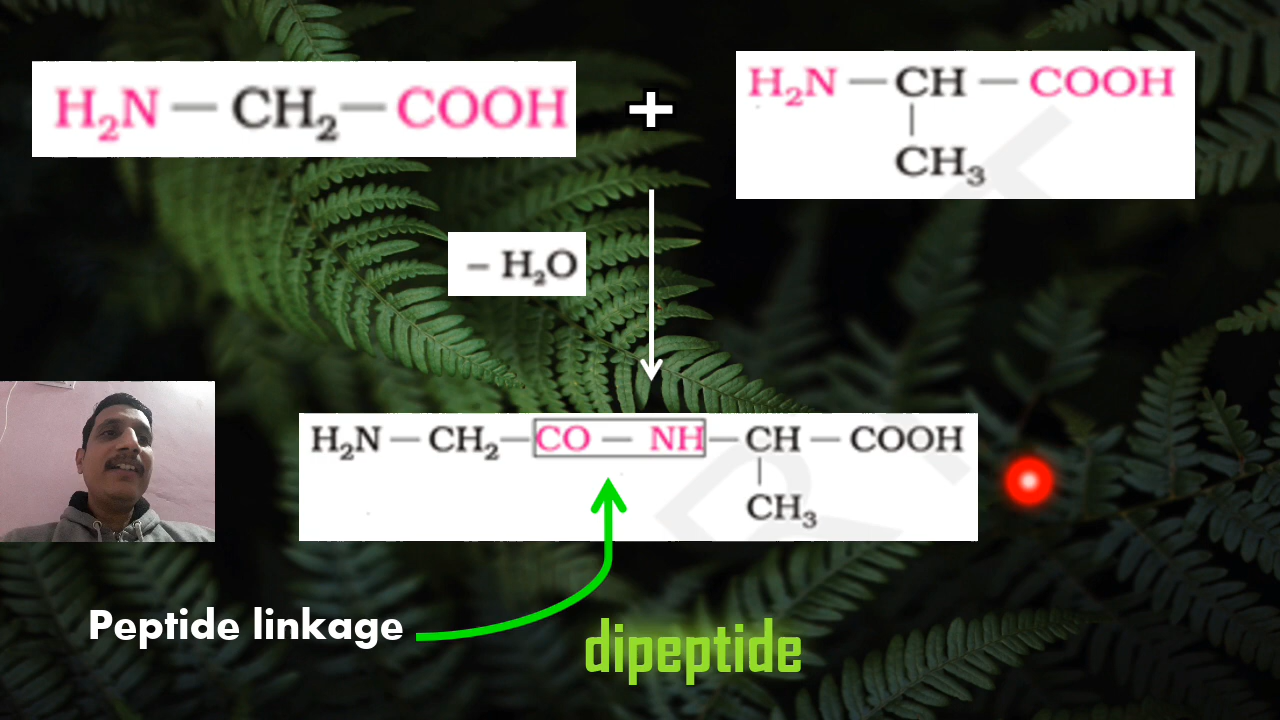 H₂N — CH₂ — COOH
+
H₂N — CH — COOH
|
CH₃
– H₂O
H₂N — CH₂ — CO — NH — CH — COOH
|
CH₃
Peptide linkage
dipeptide